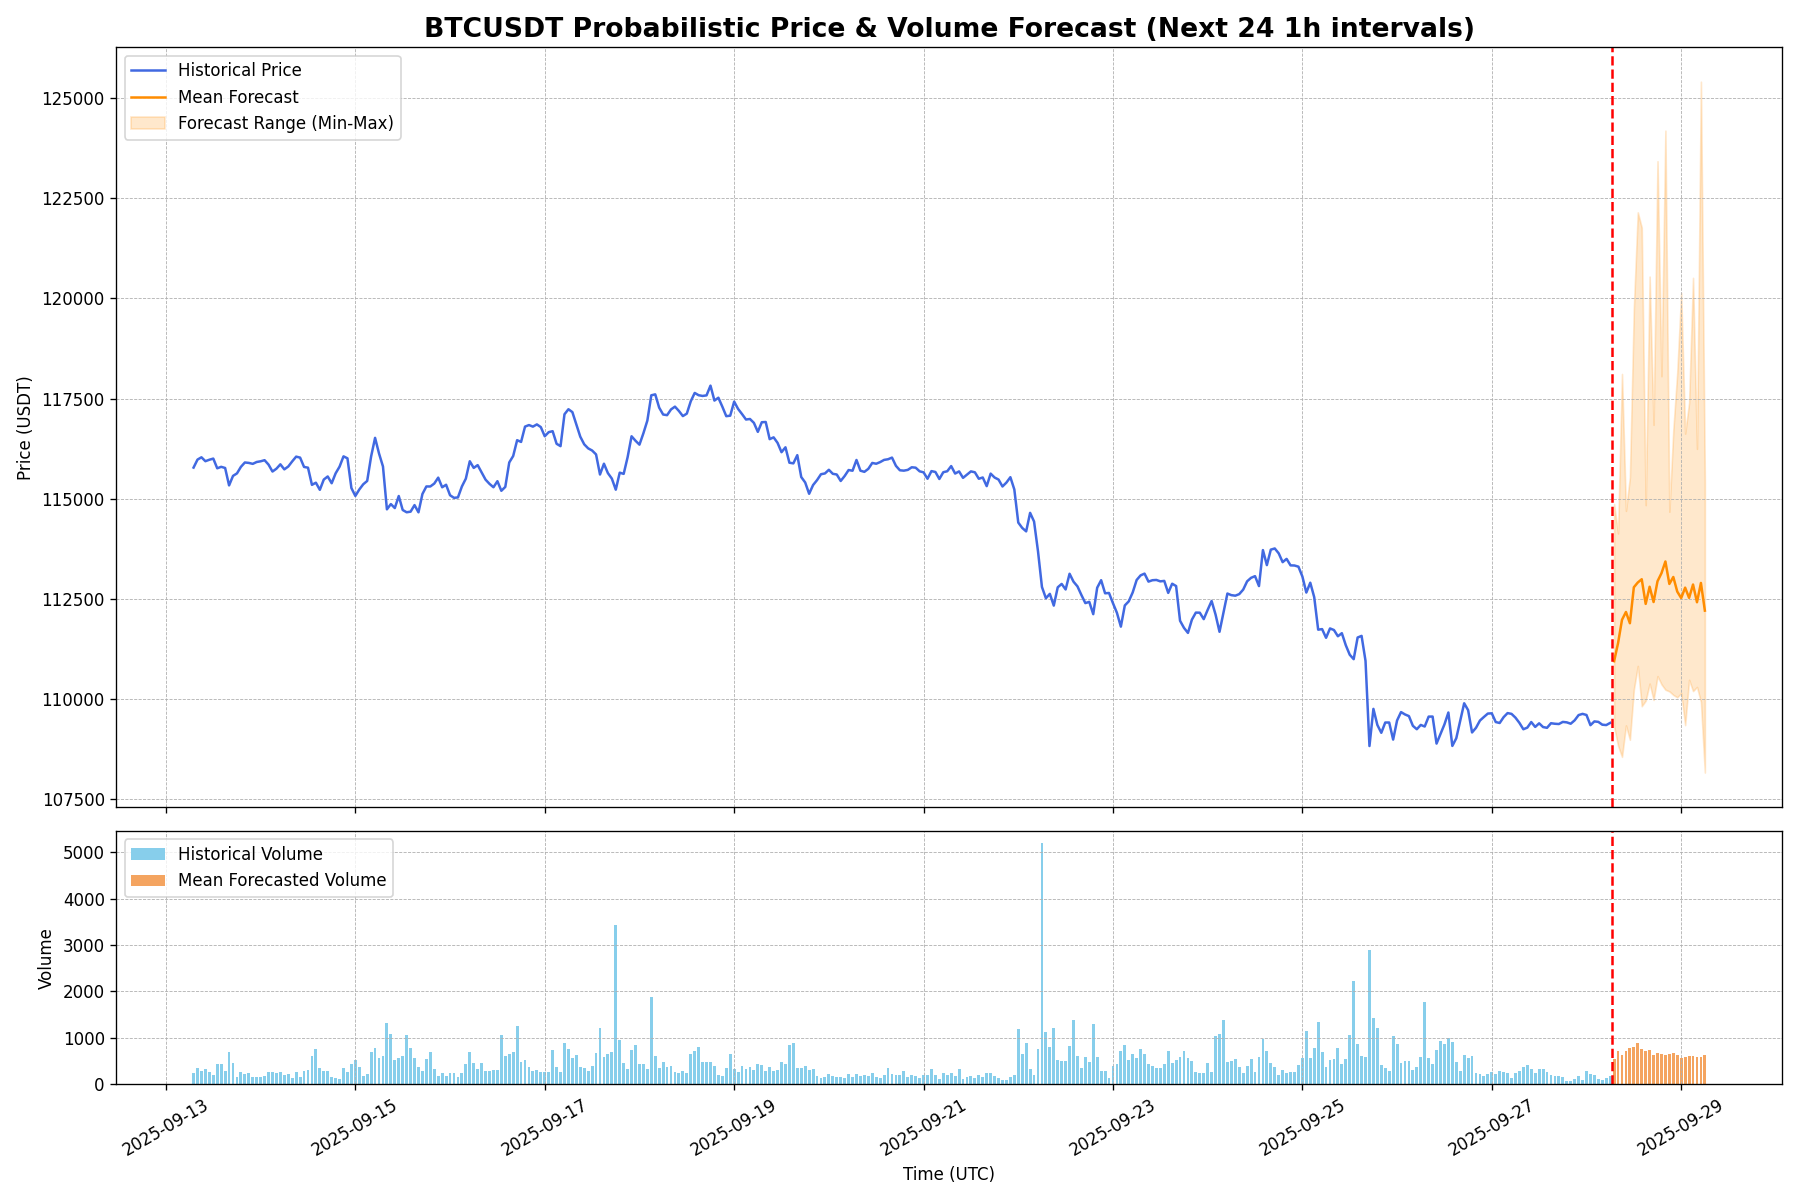 BTCUSDT Probabilistic Price & Volume Forecast (Next 24 1h intervals)
Historical Price
Mean Forecast
Forecast Range (Min-Max)
Price (USDT)
125000
122500
120000
117500
115000
112500
110000
107500
Historical Volume
Mean Forecasted Volume
Volume
5000
4000
3000
2000
1000
0
2025-09-13
2025-09-15
2025-09-17
2025-09-19
2025-09-21
2025-09-23
2025-09-25
2025-09-27
2025-09-29
Time (UTC)